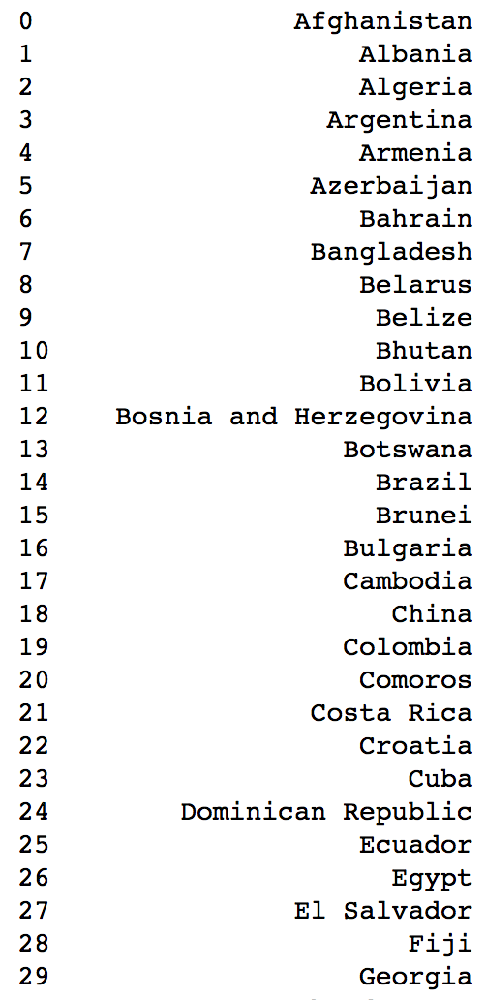 0 Afghanistan
1 Albania
2 Algeria
3 Argentina
4 Armenia
5 Azerbaijan
6 Bahrain
7 Bangladesh
8 Belarus
9 Belize
10 Bhutan
11 Bolivia
12 Bosnia and Herzegovina
13 Botswana
14 Brazil
15 Brunei
16 Bulgaria
17 Cambodia
18 China
19 Colombia
20 Comoros
21 Costa Rica
22 Croatia
23 Cuba
24 Dominican Republic
25 Ecuador
26 Egypt
27 El Salvador
28 Fiji
29 Georgia